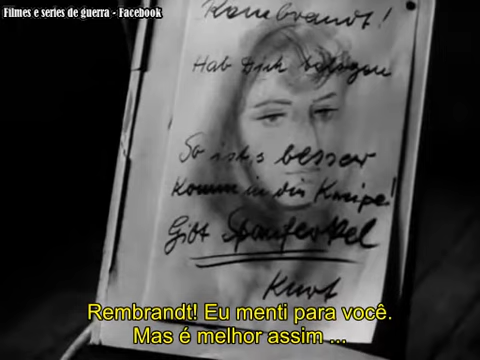 Filmes e series de guerra - Facebook
Rembrandt!
Hab Dich belogen
So ist's besser
Komm in die Kneipe!
Gibt Spanferkel
Kurt
Rembrandt! Eu menti para você.
Mas é melhor assim ...